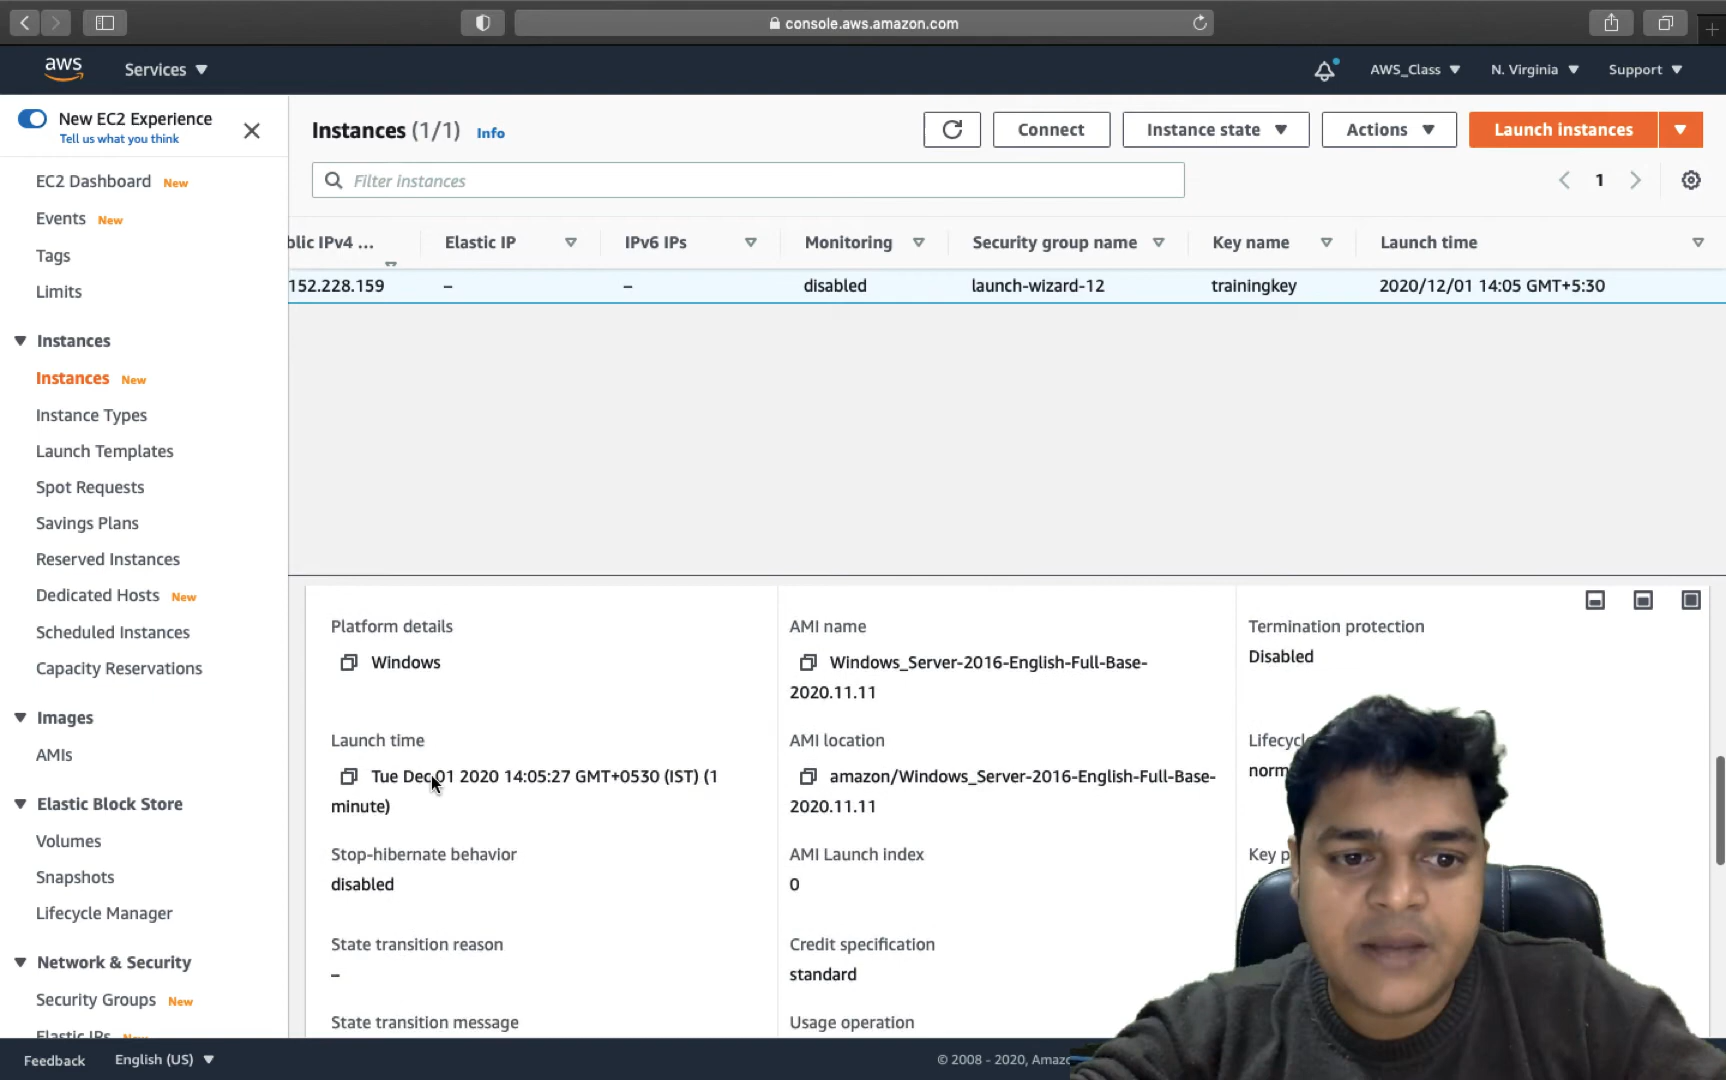 console.aws.amazon.com
aws
Services
AWS_Class
N. Virginia
Support
New EC2 Experience
Tell us what you think
EC2 Dashboard New
Events New
Tags
Limits
Instances
Instances New
Instance Types
Launch Templates
Spot Requests
Savings Plans
Reserved Instances
Dedicated Hosts New
Scheduled Instances
Capacity Reservations
Images
AMIs
Elastic Block Store
Volumes
Snapshots
Lifecycle Manager
Network & Security
Security Groups New
Elastic IPs New
Instances (1/1) Info
Connect
Instance state
Actions
Launch instances
Filter instances
1
blic IPv4 ... Elastic IP IPv6 IPs Monitoring Security group name Key name Launch time
152.228.159 – – disabled launch-wizard-12 trainingkey 2020/12/01 14:05 GMT+5:30
Platform details
Windows
Launch time
Tue Dec 01 2020 14:05:27 GMT+0530 (IST) (1
minute)
Stop-hibernate behavior
disabled
State transition reason
–
State transition message
AMI name
Windows_Server-2016-English-Full-Base-
2020.11.11
AMI location
amazon/Windows_Server-2016-English-Full-Base-
2020.11.11
AMI Launch index
0
Credit specification
standard
Usage operation
Termination protection
Disabled
Lifecyc
norm
Key p
Feedback
English (US)
© 2008 - 2020, Amazo